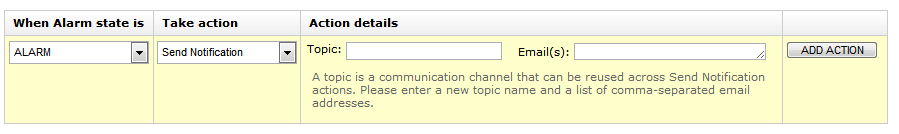 When Alarm state is Take action Action details
ALARM Send Notification Topic: Email(s): ADD ACTION
A topic is a communication channel that can be reused across Send Notification
actions. Please enter a new topic name and a list of comma-separated email
addresses.